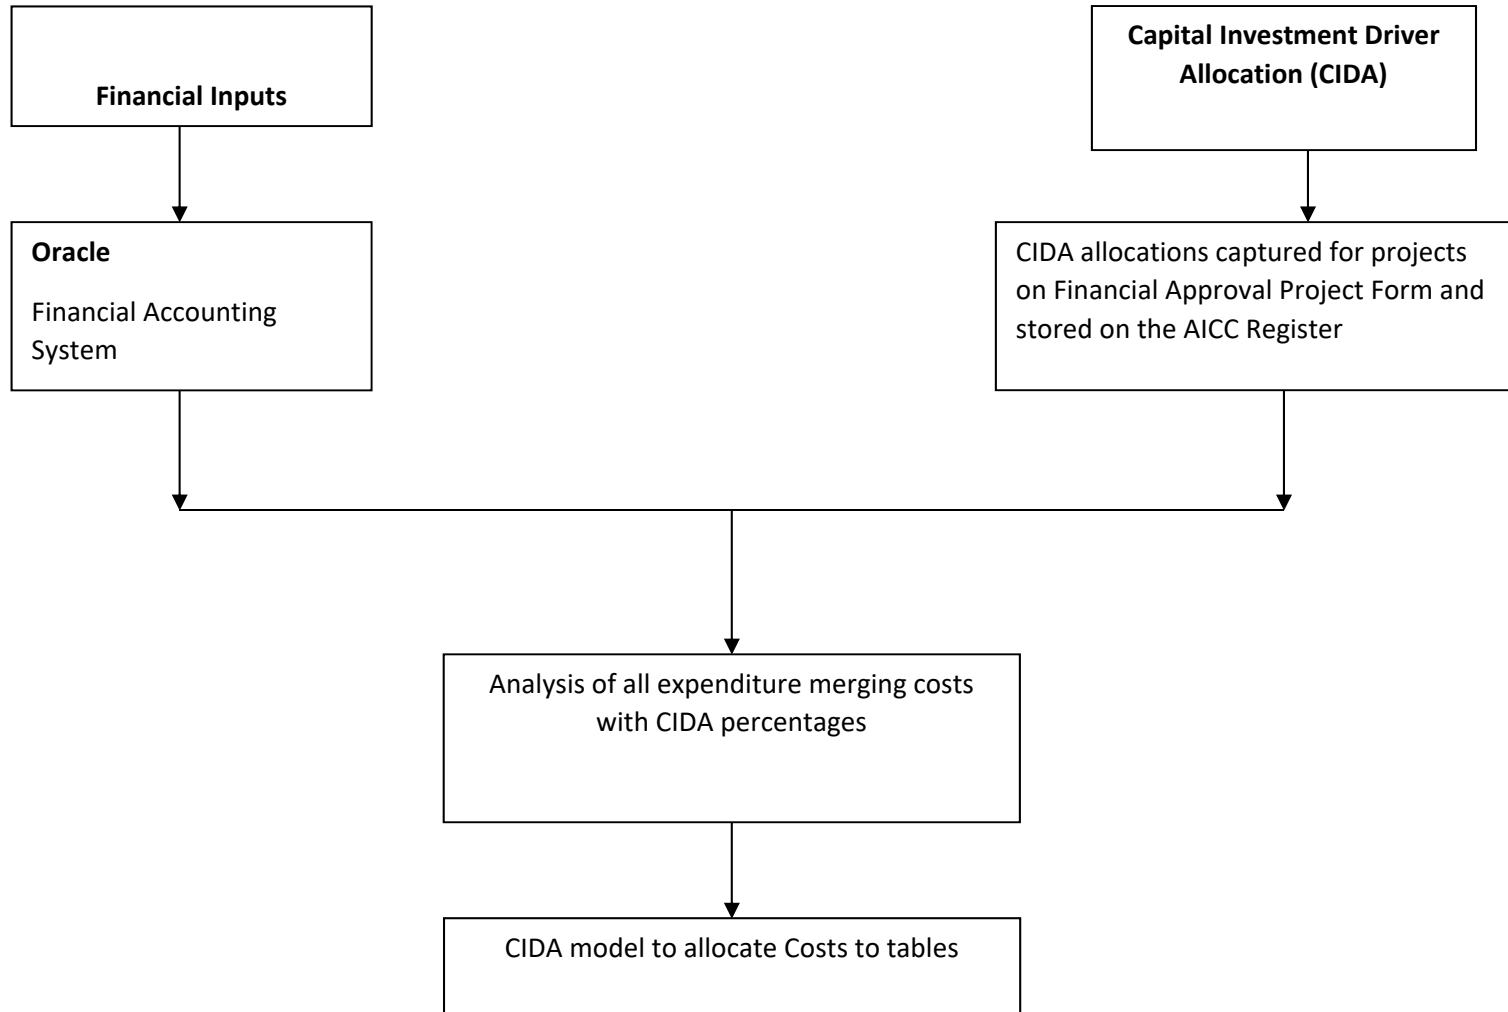 Financial Inputs
Capital Investment Driver
Allocation (CIDA)
Oracle
Financial Accounting
System
CIDA allocations captured for projects
on Financial Approval Project Form and
stored on the AICC Register
Analysis of all expenditure merging costs
with CIDA percentages
CIDA model to allocate Costs to tables